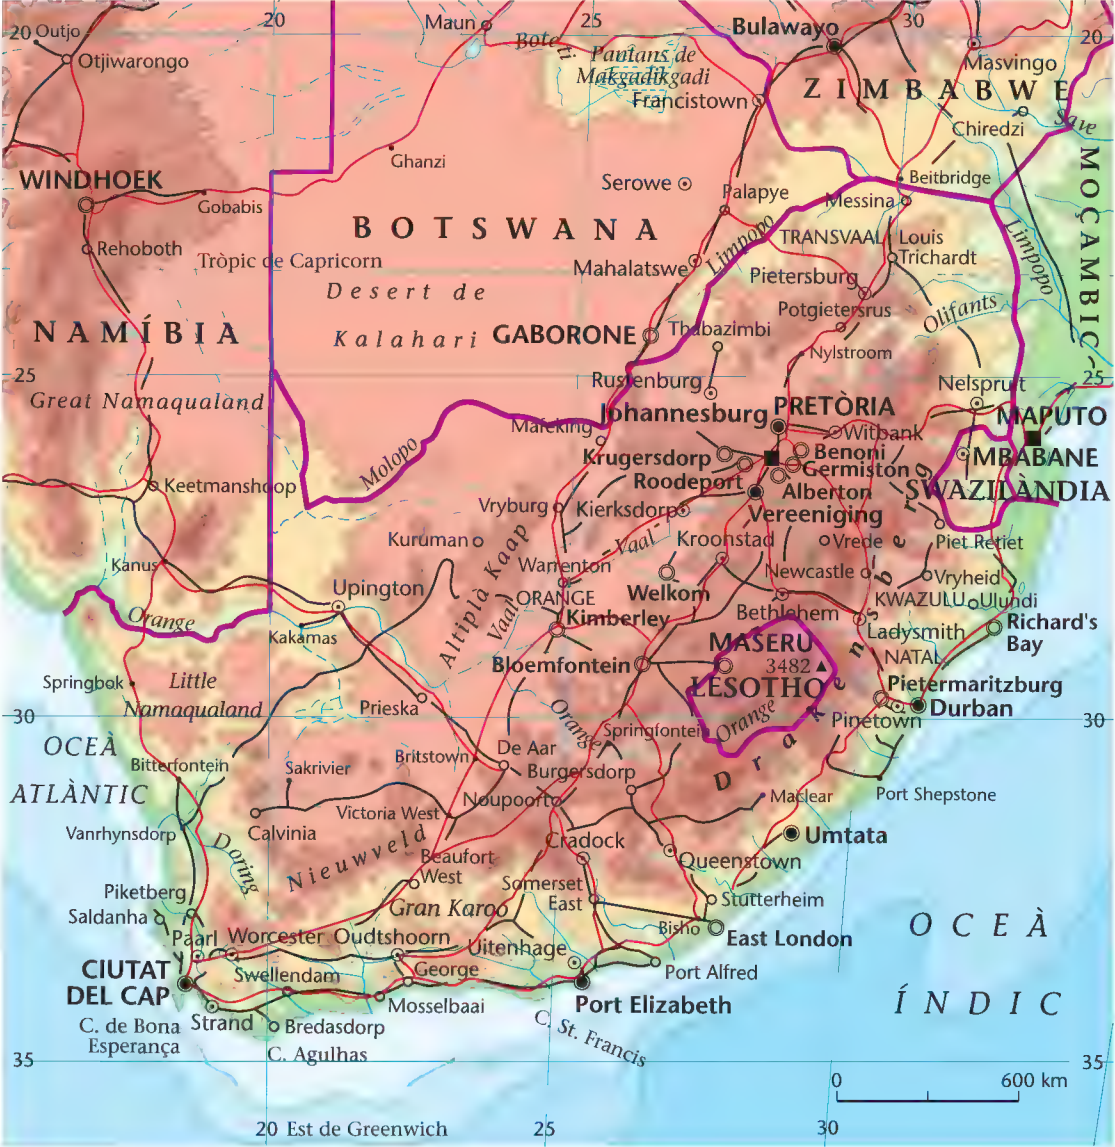 20
25
30
20 Outjo
Otjiwarongo
Maun
Boteti
Pantans de
Makgadikgadi
Francistown
Bulawayo
20
Masvingo
ZIMBABWE
Save
Chiredzi
MOÇAMBIC
Ghanzi
WINDHOEK
Gobabis
Rehoboth
Serowe
Palapye
Beitbridge
Messina
BOTSWANA
Limpopo
Limpopo
TRANSVAAL
Louis
Trichardt
Tròpic de Capricorn
Mahalatswe
Pietersburg
Desert de
Kalahari
Potgietersrus
Olifants
NAMÍBIA
GABORONE
Thabazimbi
Nylstroom
25
25
Great Namaqualand
Rustenburg
Nelspruit
Johannesburg
PRETÒRIA
MAPUTO
Mafeking
Witbank
Molopo
Krugersdorp
Benoni
MBABANE
Germiston
Roodeport
Alberton
SWAZILÀNDIA
Keetmanshoop
Vryburg
Kierksdorp
Vereeniging
Kuruman
Vaal
Kroonstad
Vrede
Piet Retief
Altiplà Kaap
Kanus
Warrenton
Newcastle
Vryheid
Upington
ORANGE
Welkom
KWAZULU
Ulundi
Vaal
Orange
Kimberley
Bethlehem
Richard's
Bay
Kakamas
Ladysmith
MASERU
NATAL
Bloemfontein
3482
LESOTHO
Springbok
Little
Namaqualand
Pietermaritzburg
Durban
Prieska
Orange
Orange
Pinetown
30
30
Springfontein
Drakensberg
OCEÀ
ATLÀNTIC
Britstown
De Aar
Bitterfontein
Sakrivier
Burgersdorp
Noupoort
Maclear
Port Shepstone
Victoria West
Vanrhynsdorp
Calvinia
Umtata
Doring
Nieuwveld
Cradock
Beaufort
West
Queenstown
Piketberg
Somerset
East
Stutterheim
Saldanha
Gran Karoo
Bisho
East London
OCEÀ
ÍNDIC
Paarl
Worcester
Oudtshoorn
Uitenhage
CIUTAT
DEL CAP
Swellendam
George
Port Alfred
Mosselbaai
Port Elizabeth
Strand
Bredasdorp
C. de Bona
Esperança
C. St. Francis
C. Agulhas
35
35
0
600 km
20 Est de Greenwich
25
30